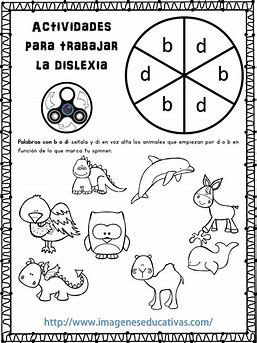 Actividades
para trabajar
la dislexia
b d
d b
b d
Palabras con b o d: señala y di en voz alta los animales que empiezan por d o b en
función de lo que marca tu spinner.
http://www.imageneseducativas.com/